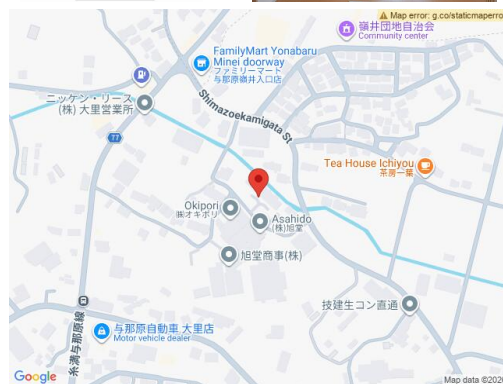 Map error: g.co/staticmaperro
嶺井団地自治会
Community center
FamilyMart Yonabaru
Minei doorway
ファミリーマート
与那原嶺井入口店
ニッケン・リース
(株) 大里営業所
Shimazoekamigata St
77
Tea House Ichiyou
茶房一葉
Okipori
㈱オキポリ
Asahido
(株)旭堂
旭堂商事(株)
技建生コン直通
与那原自動車 大里店
Motor vehicle dealer
糸満与那原線
Google
Map data ©202